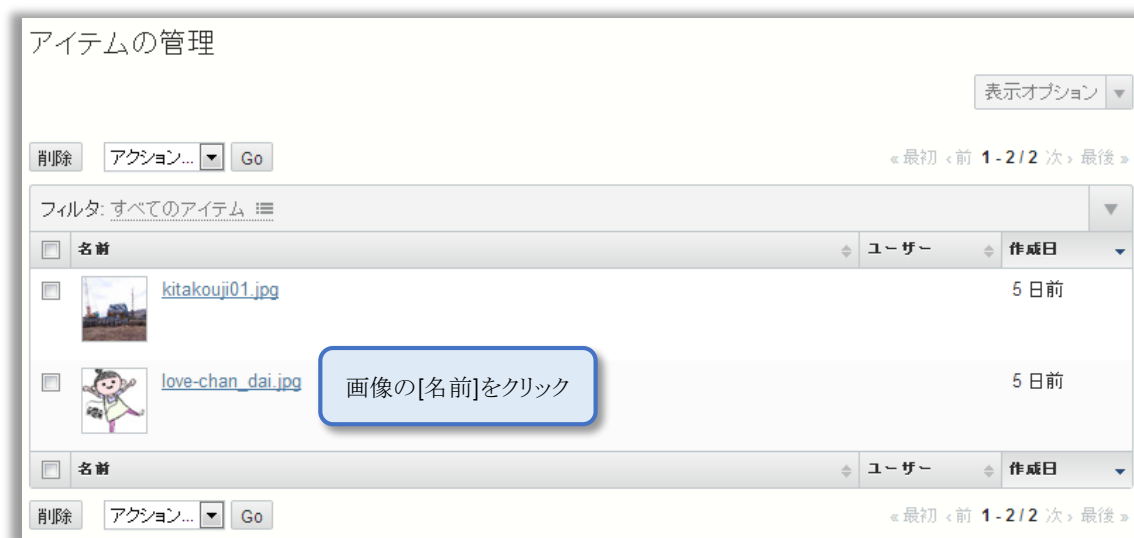 アイテムの管理
表示オプション ▼
削除 アクション... ▼ Go «最初 ‹前 1 - 2 / 2 次› 最後»
フィルタ: すべてのアイテム
名前 ユーザー 作成日
kitakouji01.jpg 5 日前
love-chan_dai.jpg 画像の[名前]をクリック 5 日前
名前 ユーザー 作成日
削除 アクション... ▼ Go «最初 ‹前 1 - 2 / 2 次› 最後»